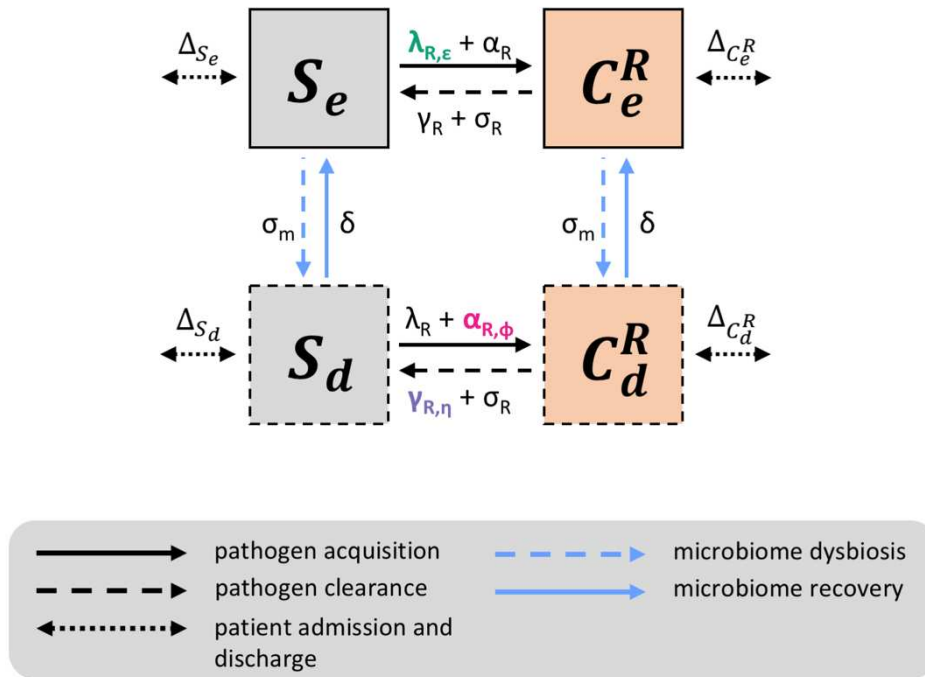 Δ_{S_e} S_e λ_{R,ε} + α_R C_e^R Δ_{C_e^R}
γ_R + σ_R
σ_m δ σ_m δ
Δ_{S_d} S_d λ_R + α_{R,ϕ} C_d^R Δ_{C_d^R}
γ_{R,η} + σ_R
pathogen acquisition
pathogen clearance
patient admission and
discharge
microbiome dysbiosis
microbiome recovery